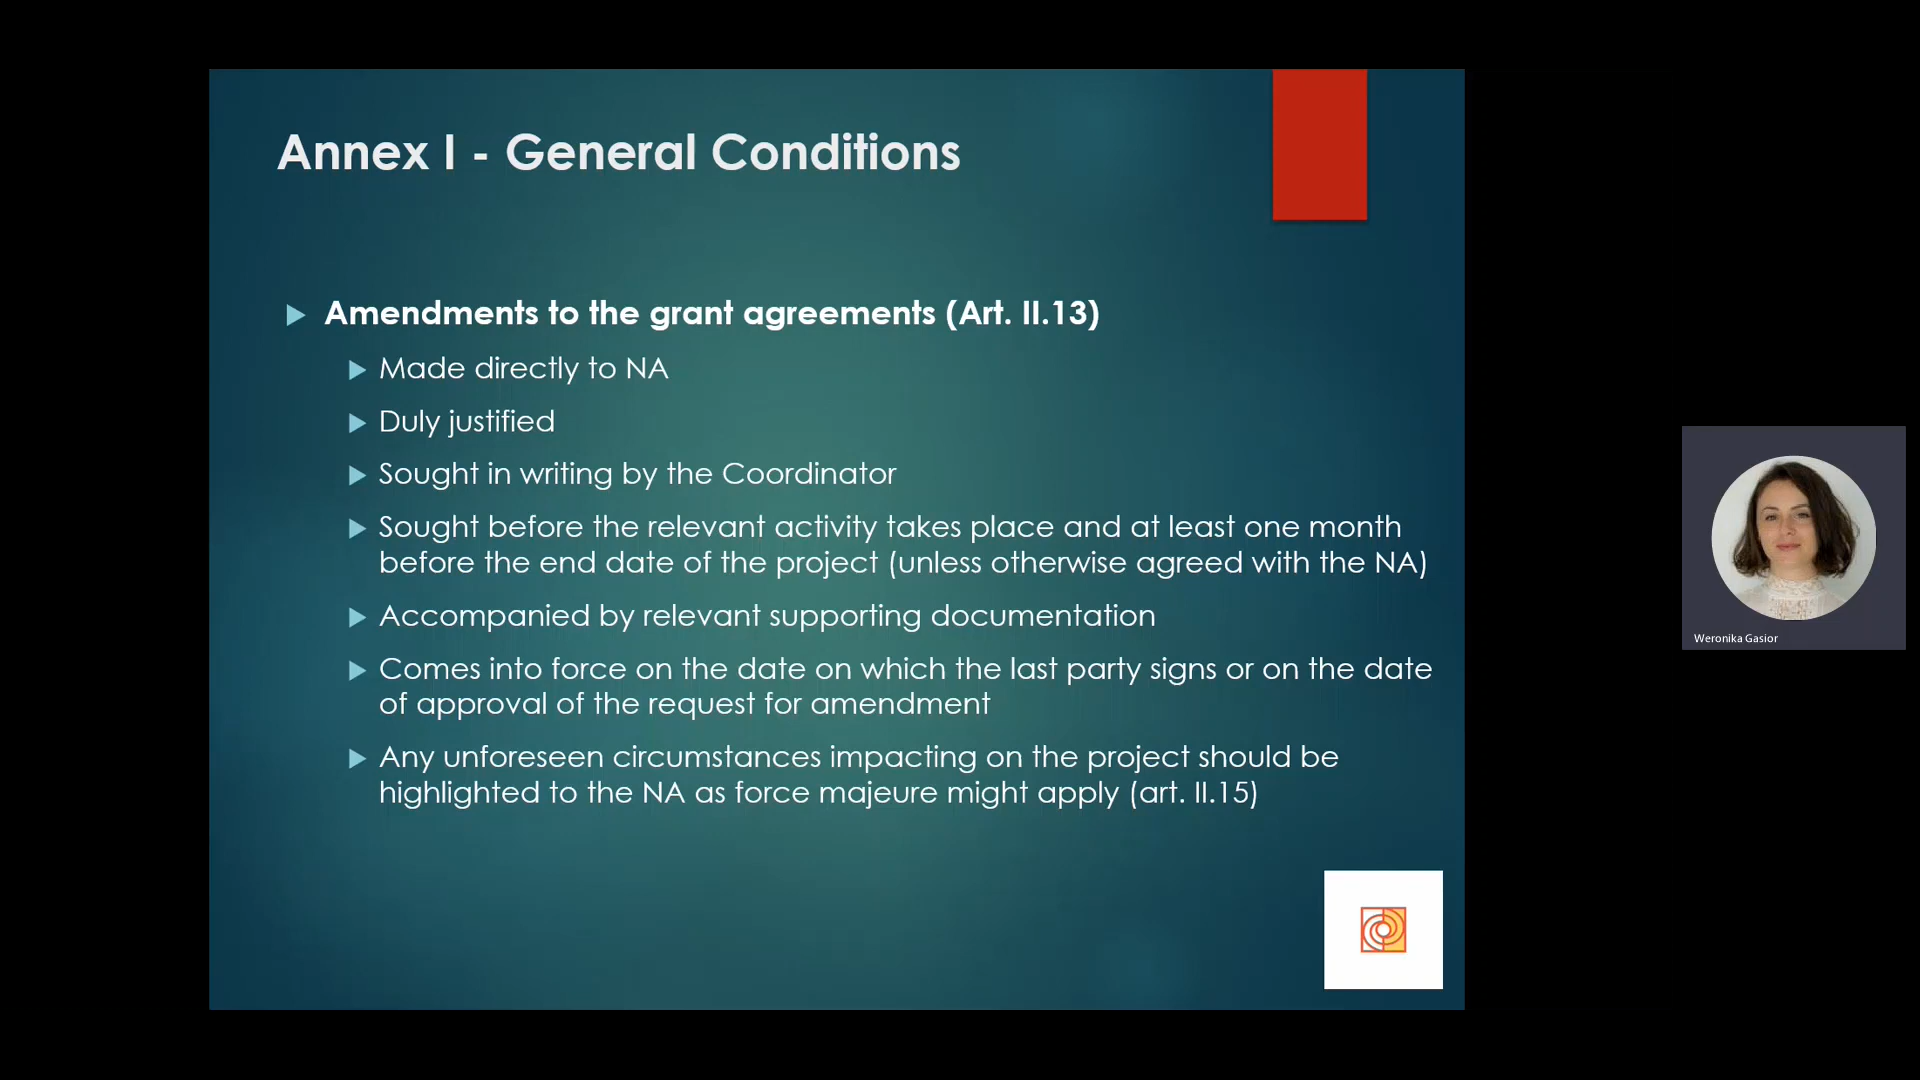 Annex I - General Conditions
Amendments to the grant agreements (Art. II.13)
Made directly to NA
Duly justified
Sought in writing by the Coordinator
Sought before the relevant activity takes place and at least one month
before the end date of the project (unless otherwise agreed with the NA)
Accompanied by relevant supporting documentation
Comes into force on the date on which the last party signs or on the date
of approval of the request for amendment
Any unforeseen circumstances impacting on the project should be
highlighted to the NA as force majeure might apply (art. II.15)
Weronika Gasior